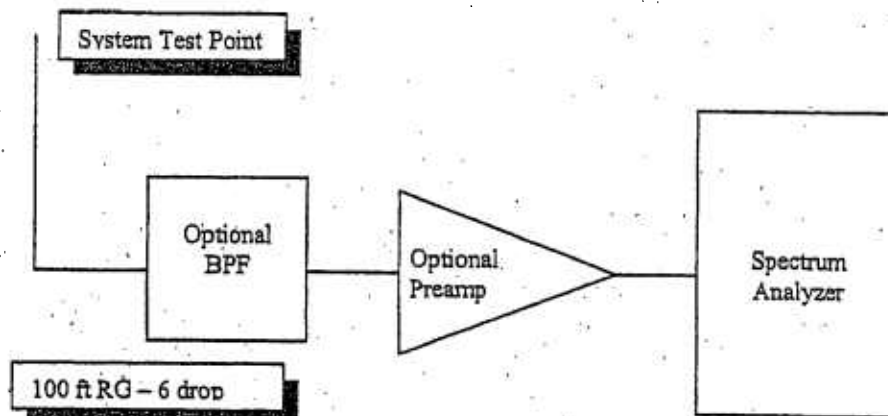 System Test Point
Optional
BPF
Optional
Preamp
Spectrum
Analyzer
100 ft RG – 6 drop